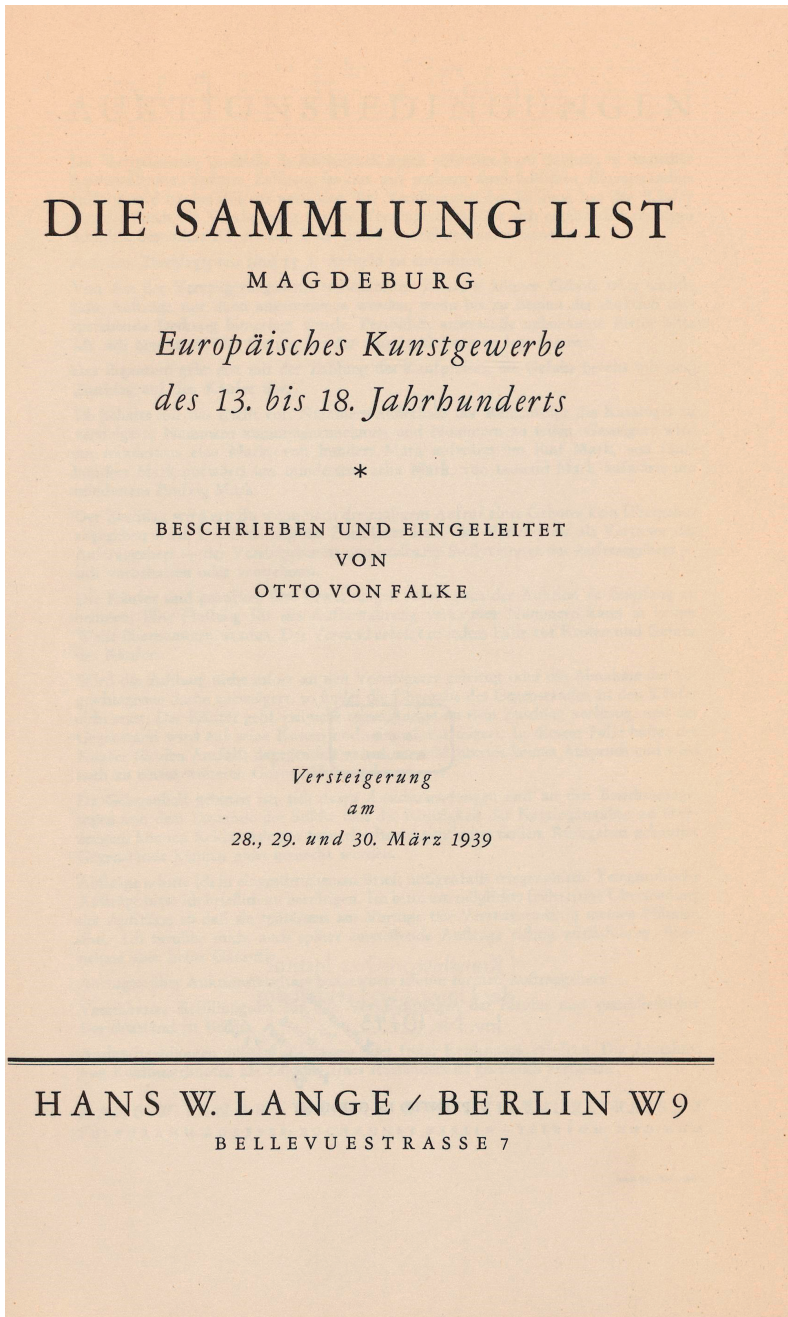 DIE SAMMLUNG LIST
MAGDEBURG
Europäisches Kunstgewerbe
des 13. bis 18. Jahrhunderts
*
BESCHRIEBEN UND EINGELEITET
VON
OTTO VON FALKE
Versteigerung
am
28., 29. und 30. März 1939
HANS W. LANGE / BERLIN W 9
BELLEVUESTRASSE 7